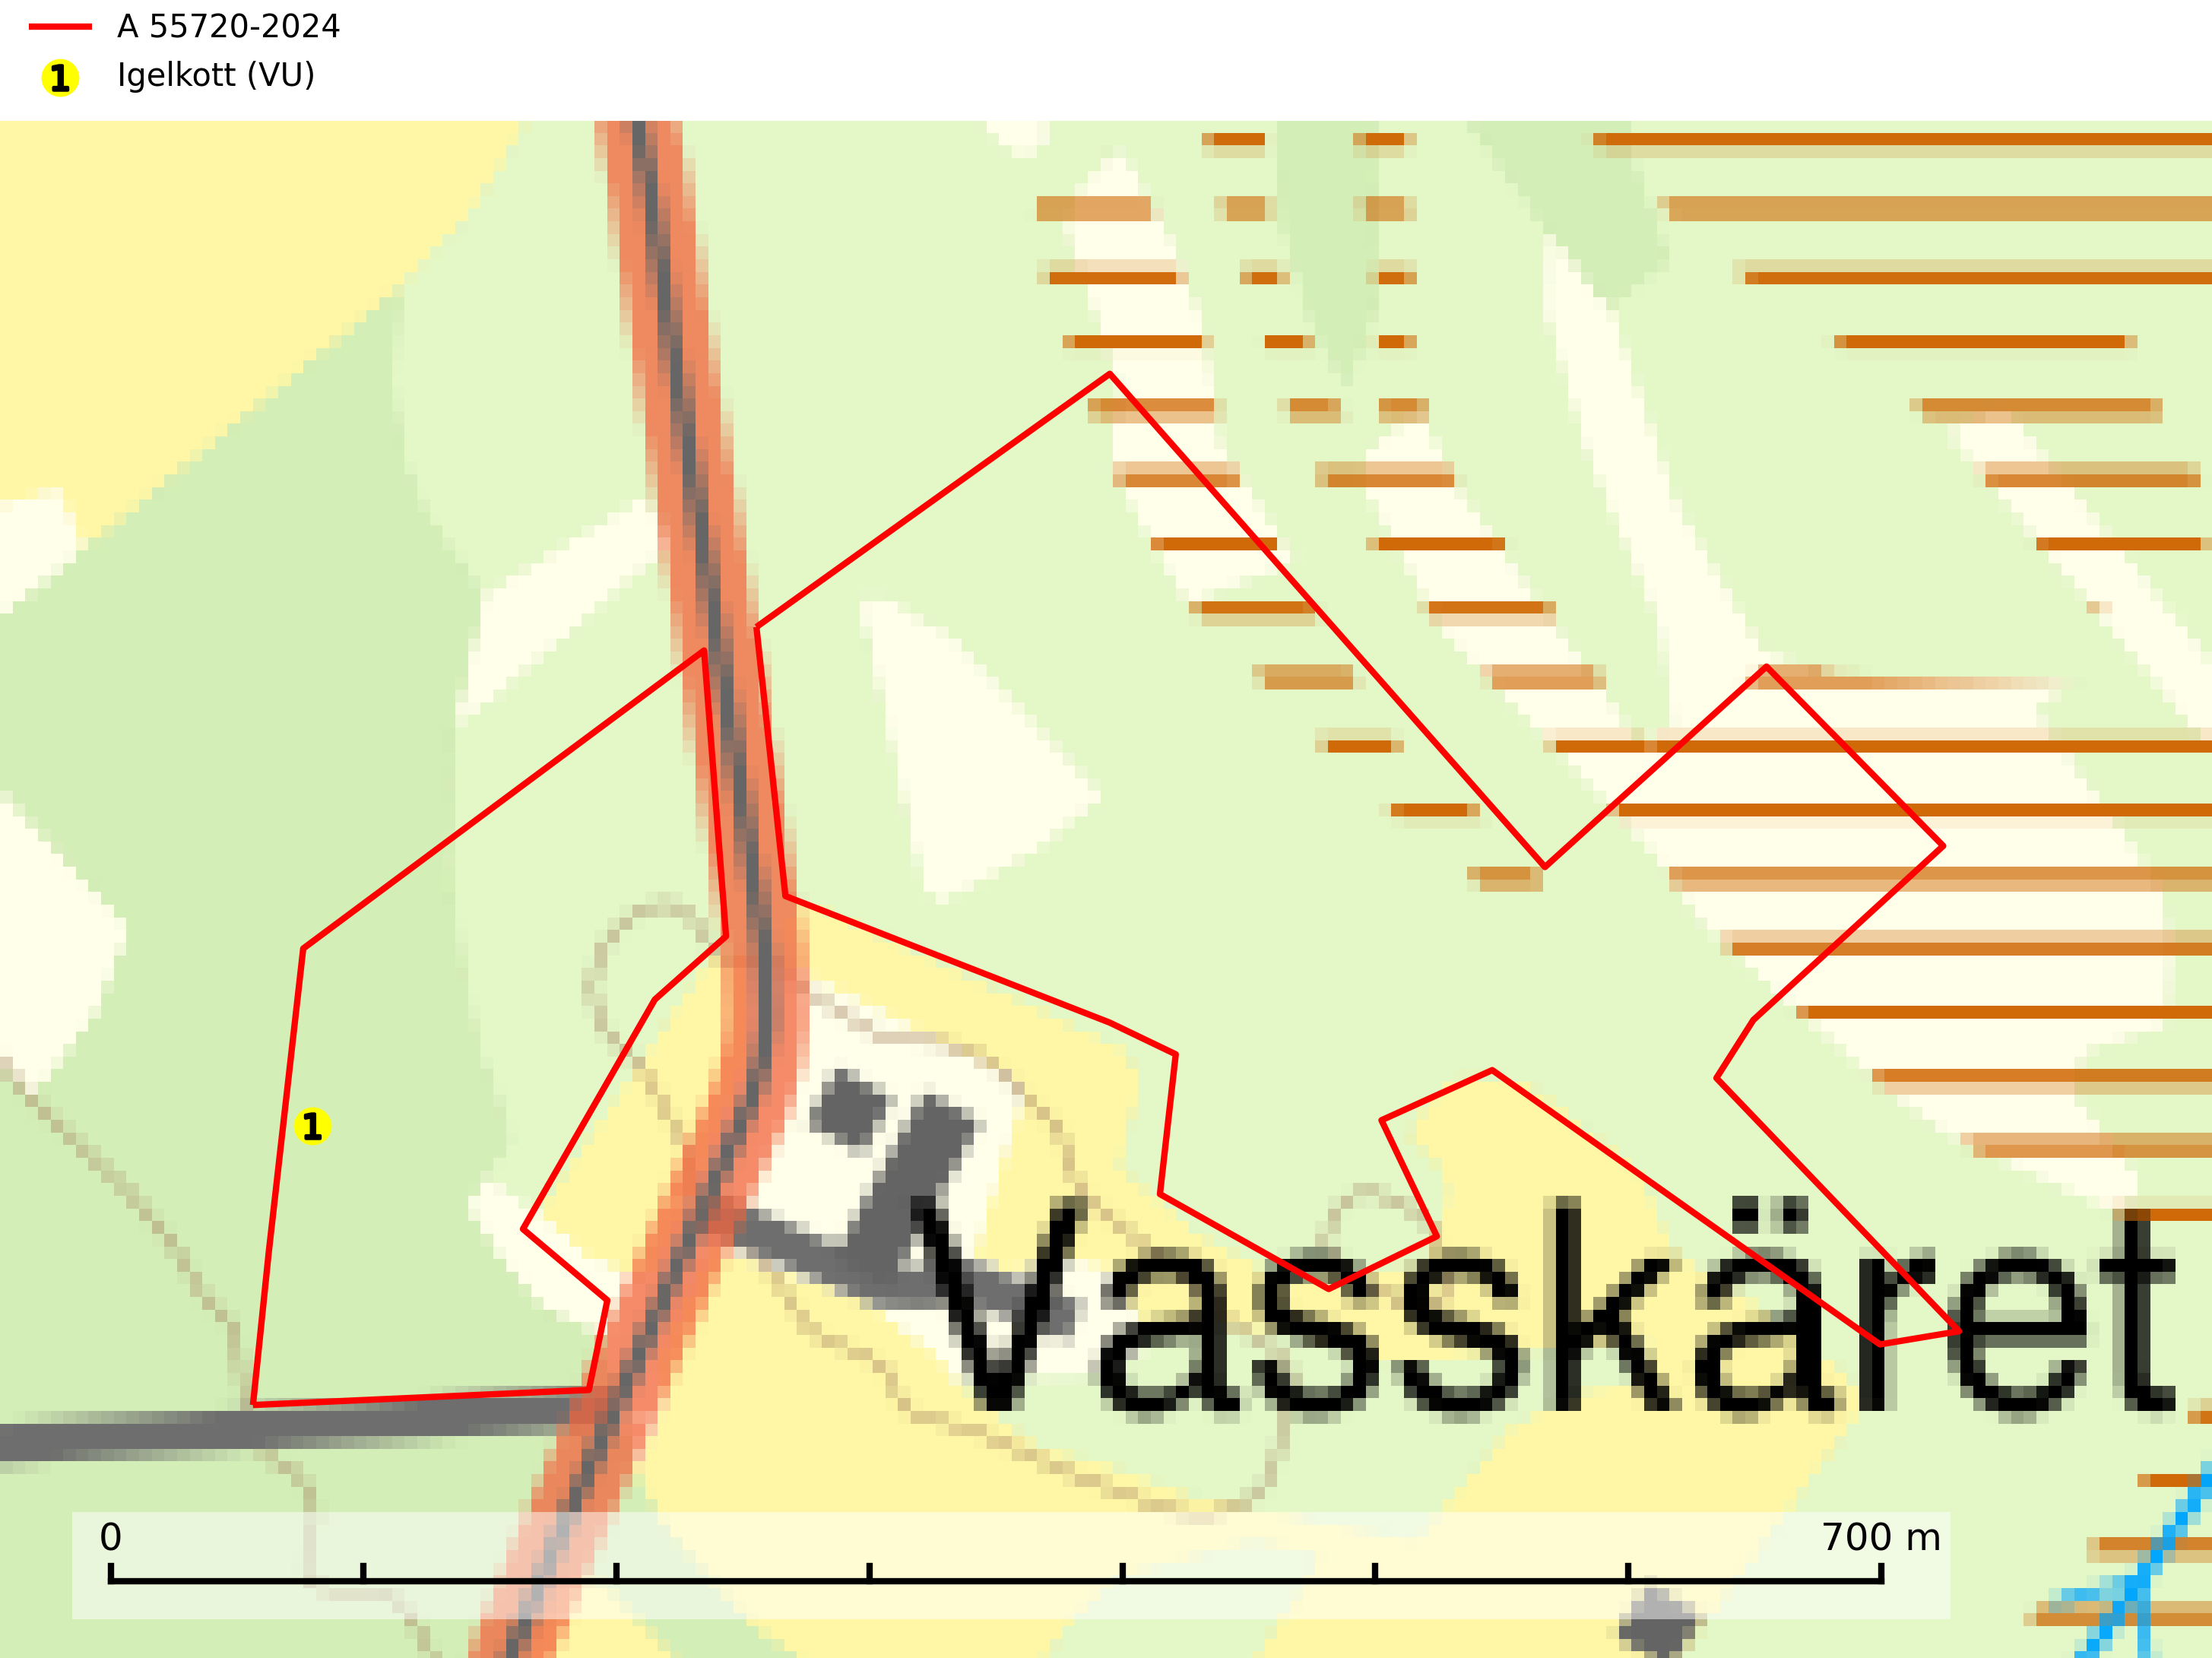 A 55720-2024
1 Igelkott (VU)
1
Vasskäret
0 700 m